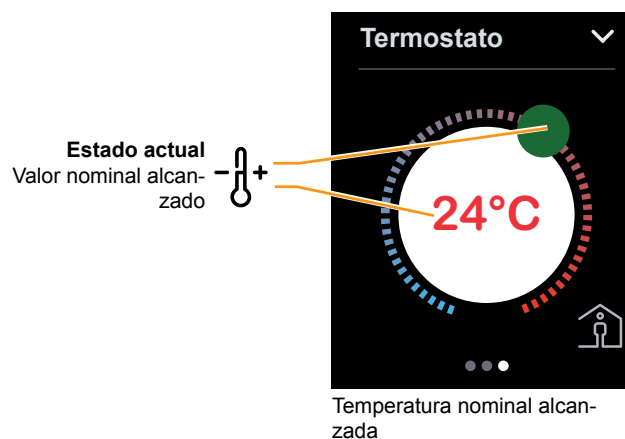 Termostato
Estado actual
Valor nominal alcan-
zado
24°C
Temperatura nominal alcan-
zada